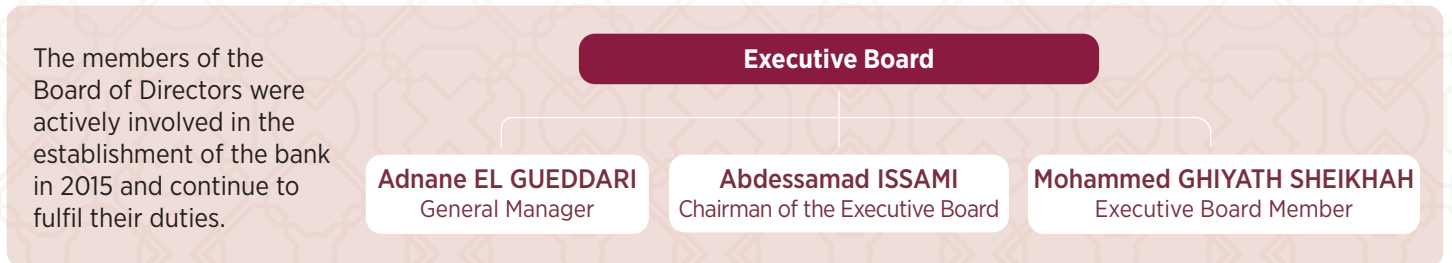 The members of the
Board of Directors were
actively involved in the
establishment of the bank
in 2015 and continue to
fulfil their duties.
Executive Board
Adnane EL GUEDDARI
General Manager
Abdessamad ISSAMI
Chairman of the Executive Board
Mohammed GHIYATH SHEIKHAH
Executive Board Member